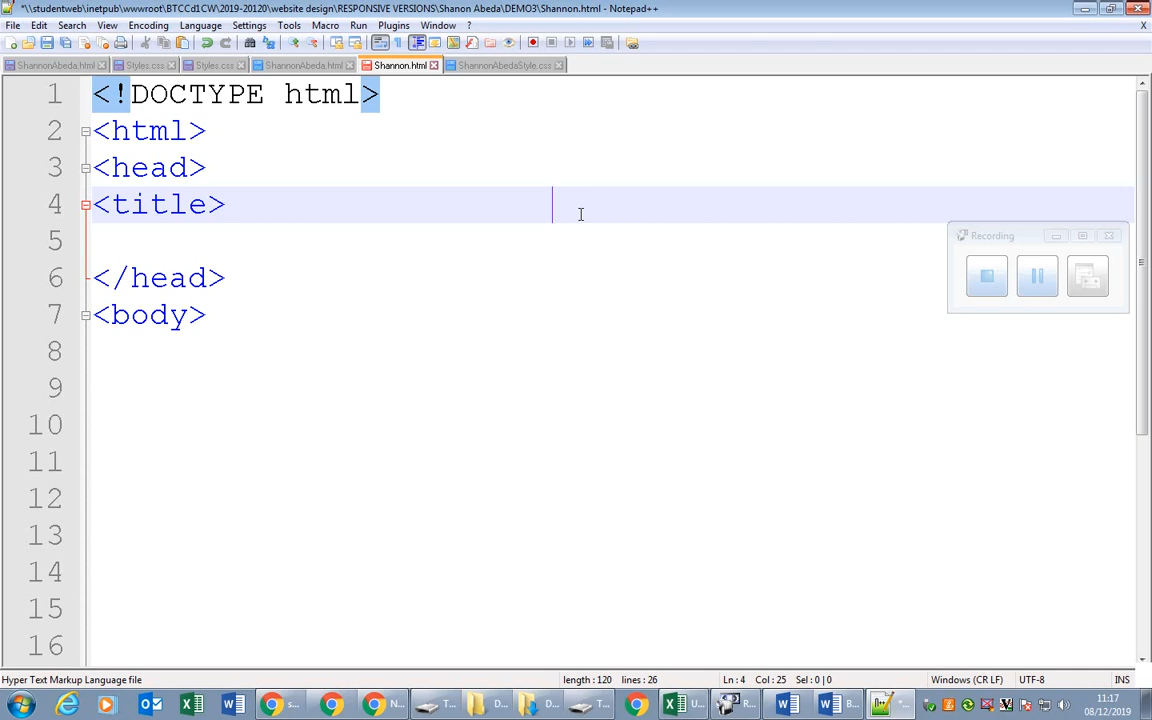 *\\studentweb\inetpub\wwwroot\BTCCd1CW\2019-20120\website design\RESPONSIVE VERSIONS\Shanon Abeda\DEMO3\Shannon.html - Notepad++
File Edit Search View Encoding Language Settings Tools Macro Run Plugins Window ? X
ShannonAbeda.html Styles.css Styles.css ShannonAbeda.html Shannon.html ShannonAbedaStyle.css
1 <!DOCTYPE html>
2 <html>
3 <head>
4 <title>
5
6 </head>
7 <body>
8
9
10
11
12
13
14
15
16
Recording
Hyper Text Markup Language file length : 120 lines : 26 Ln : 4 Col : 25 Sel : 0 | 0 Windows (CR LF) UTF-8 INS
s... N... T... D... D... T... U... R... W... B... *...
11:17
08/12/2019